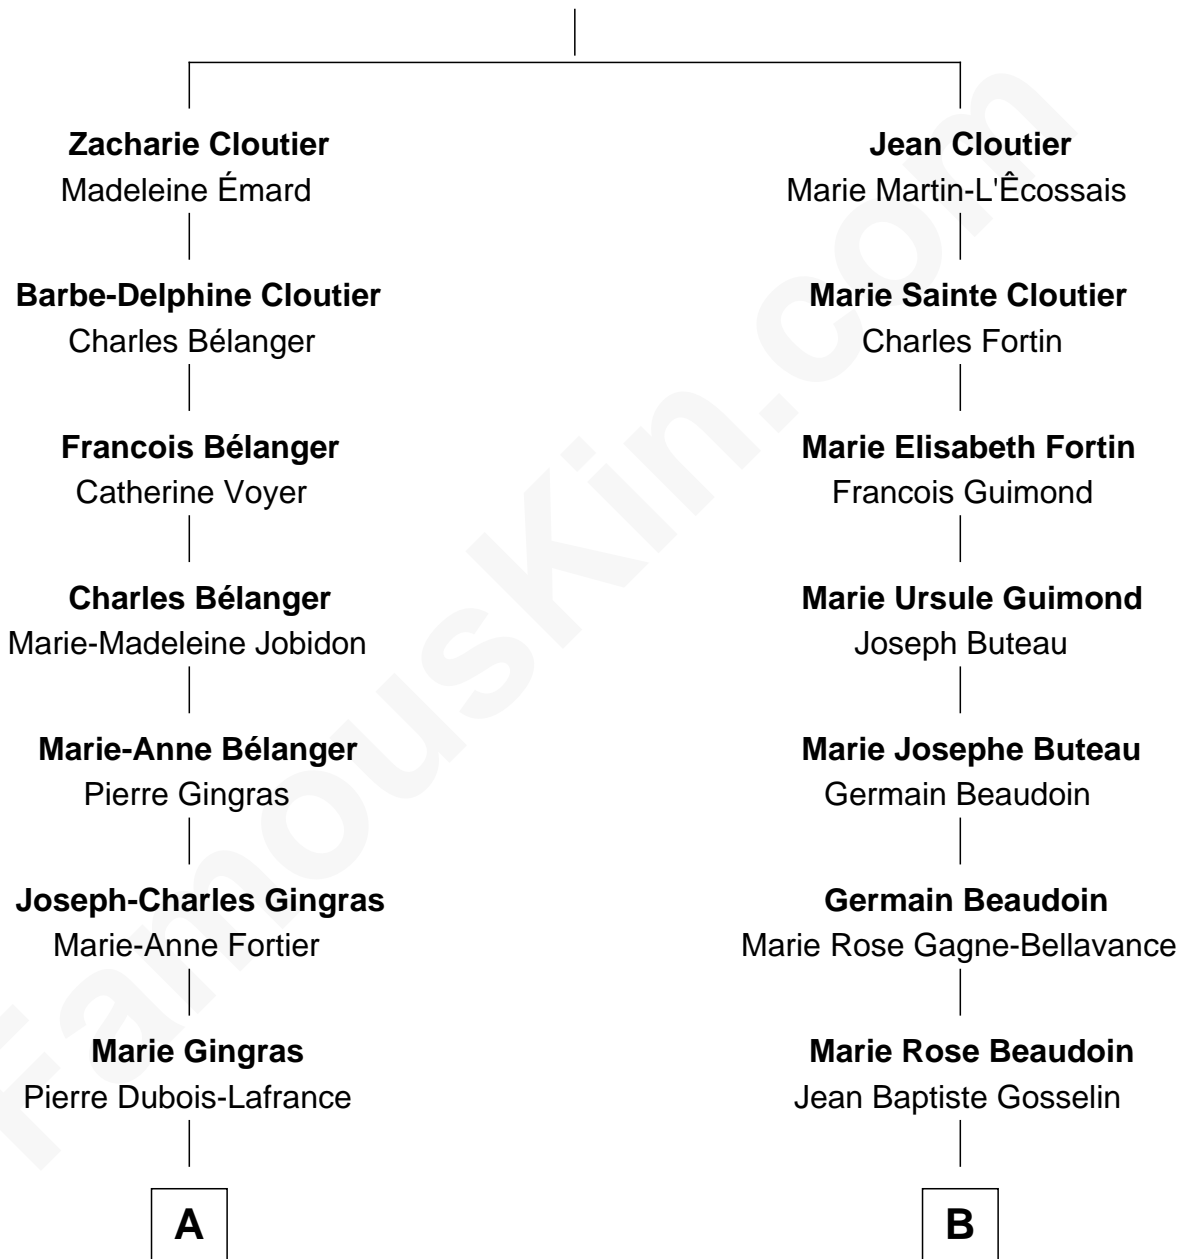 Zacharie Cloutier
Madeleine Émard
Barbe-Delphine Cloutier
Charles Bélanger
Francois Bélanger
Catherine Voyer
Charles Bélanger
Marie-Madeleine Jobidon
Marie-Anne Bélanger
Pierre Gingras
Joseph-Charles Gingras
Marie-Anne Fortier
Marie Gingras
Pierre Dubois-Lafrance
A
Jean Cloutier
Marie Martin-L'Êcossais
Marie Sainte Cloutier
Charles Fortin
Marie Elisabeth Fortin
Francois Guimond
Marie Ursule Guimond
Joseph Buteau
Marie Josephe Buteau
Germain Beaudoin
Germain Beaudoin
Marie Rose Gagne-Bellavance
Marie Rose Beaudoin
Jean Baptiste Gosselin
B
FamousKin.com